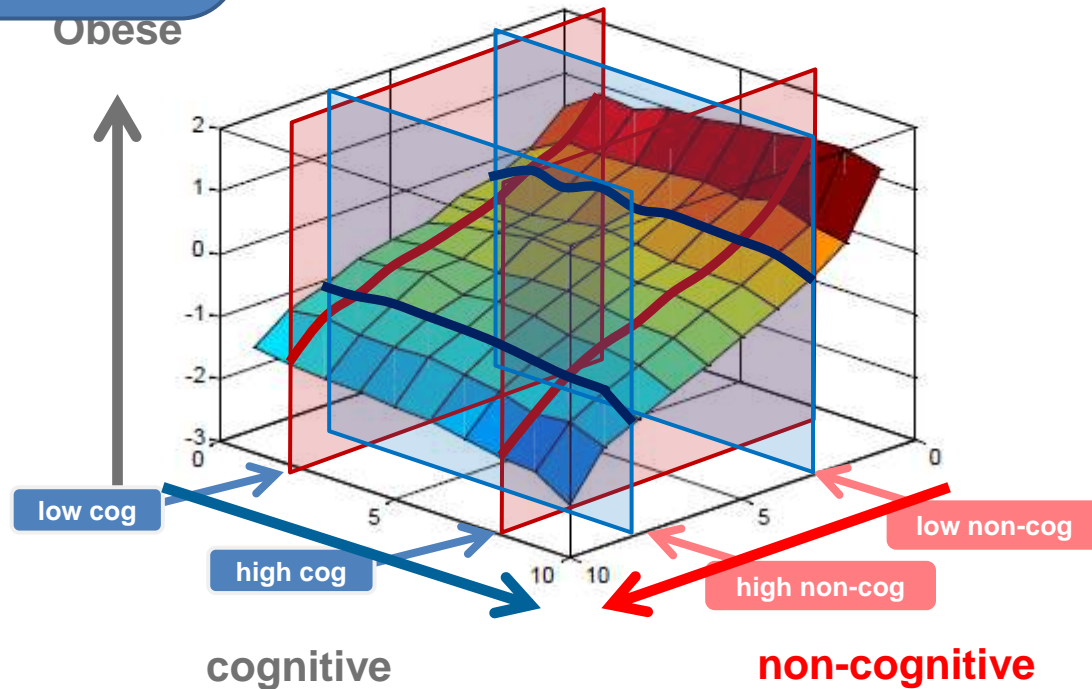 Obese
2
1
0
-1
-2
-3
0
5
10
10
5
0
low cog
high cog
low non-cog
high non-cog
cognitive
non-cognitive